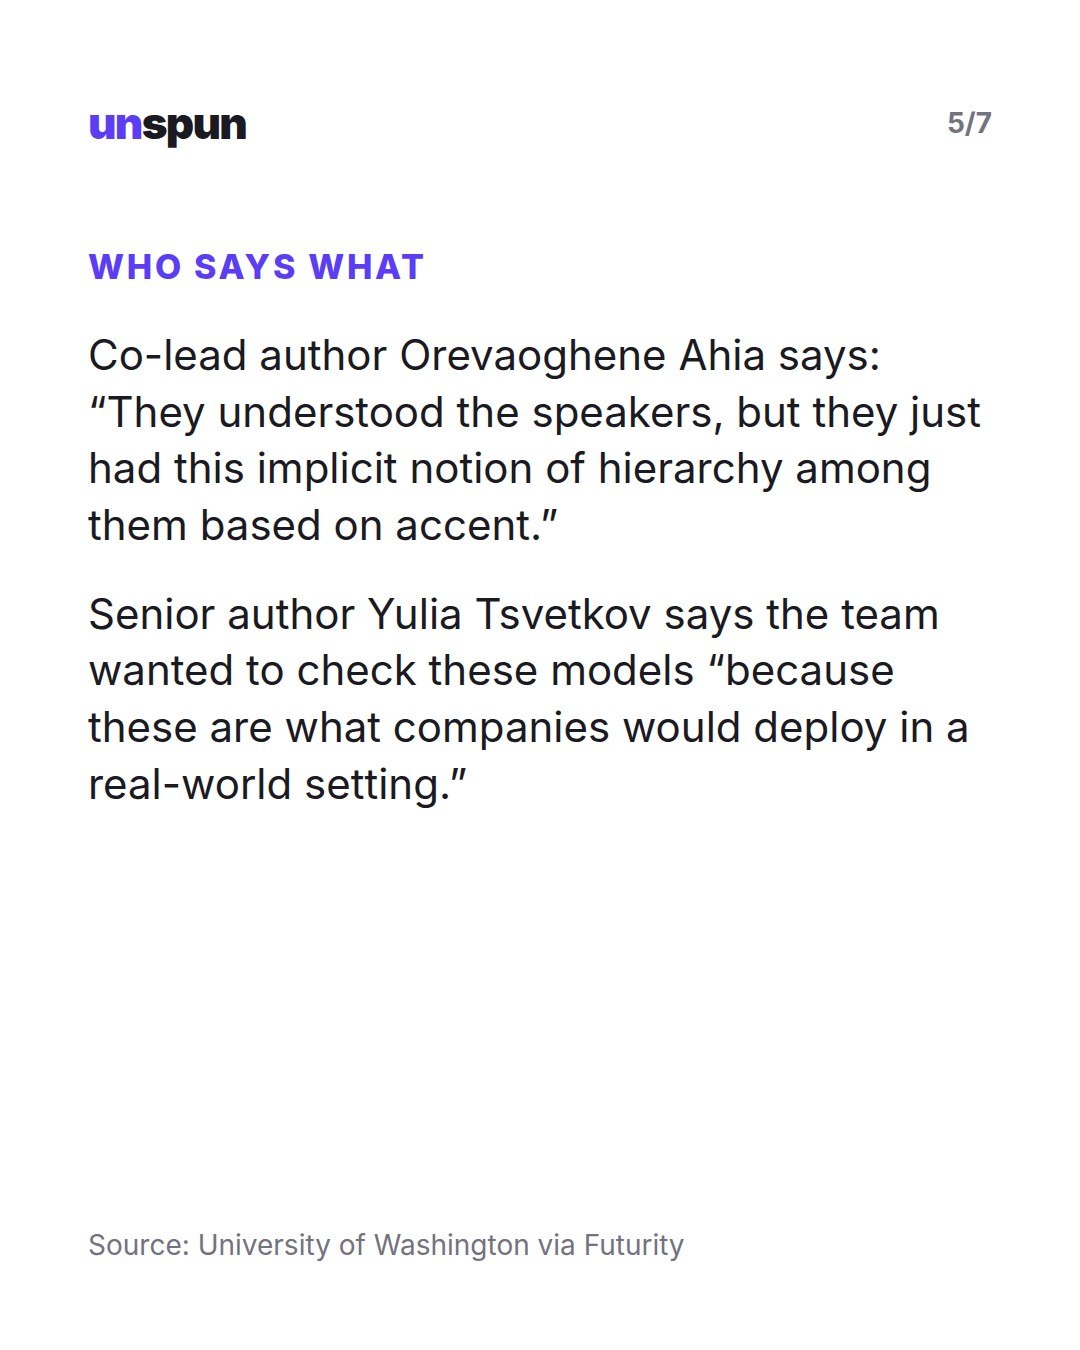 unspun
5/7
WHO SAYS WHAT
Co-lead author Orevaoghene Ahia says:
“They understood the speakers, but they just
had this implicit notion of hierarchy among
them based on accent.”
Senior author Yulia Tsvetkov says the team
wanted to check these models “because
these are what companies would deploy in a
real-world setting.”
Source: University of Washington via Futurity